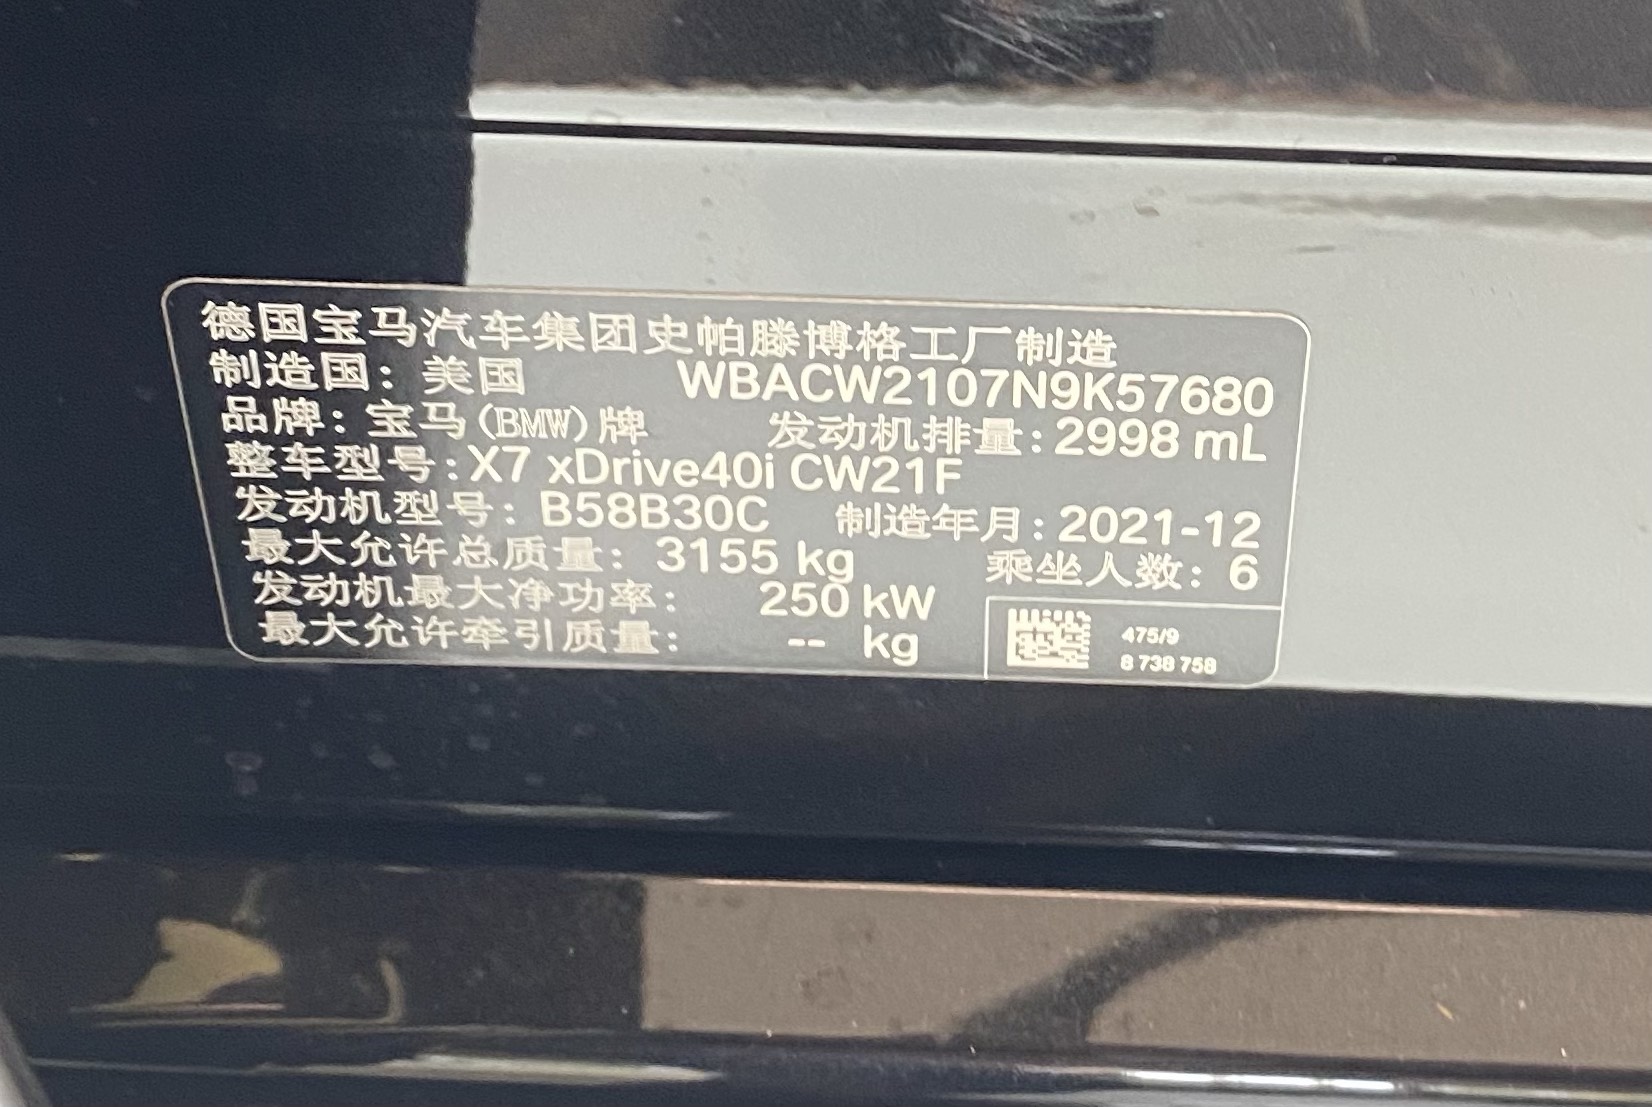 德国宝马汽车集团史帕滕博格工厂制造
制造国：美国 WBACW2107N9K57680
品牌：宝马(BMW)牌 发动机排量：2998 mL
整车型号：X7 xDrive40i CW21F
发动机型号：B58B30C 制造年月：2021-12
最大允许总质量：3155 kg 乘坐人数：6
发动机最大净功率：250 kW
最大允许牵引质量：-- kg
475/9
8 738 758